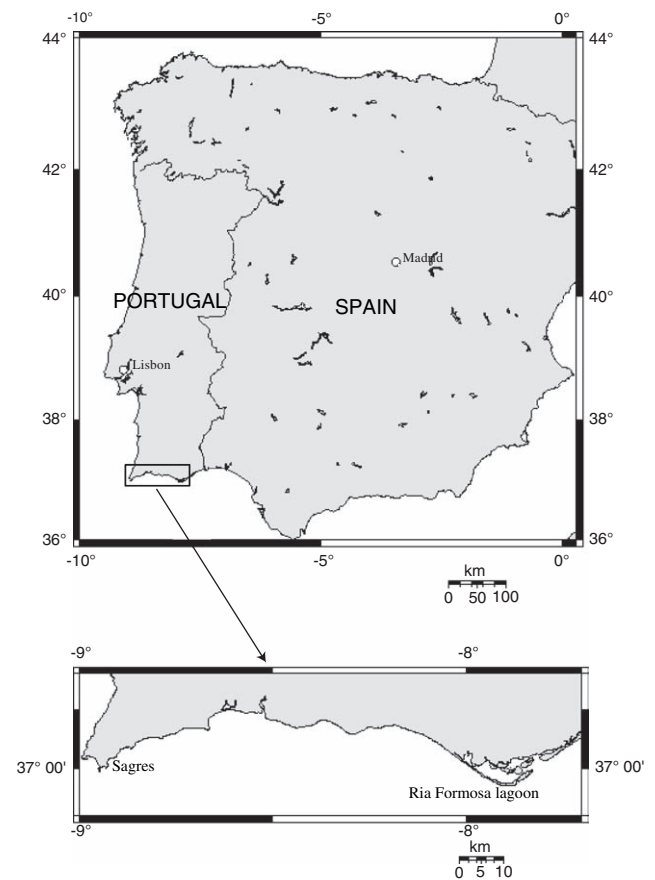 -10° -5° 0°
44° 44°
42° 42°
Madrid
40° 40°
PORTUGAL SPAIN
Lisbon
38° 38°
36° 36°
-10° -5° 0°
km
0 50 100
-9° -8°
37° 00' 37° 00'
Sagres
Ria Formosa lagoon
-9° -8°
km
0 5 10